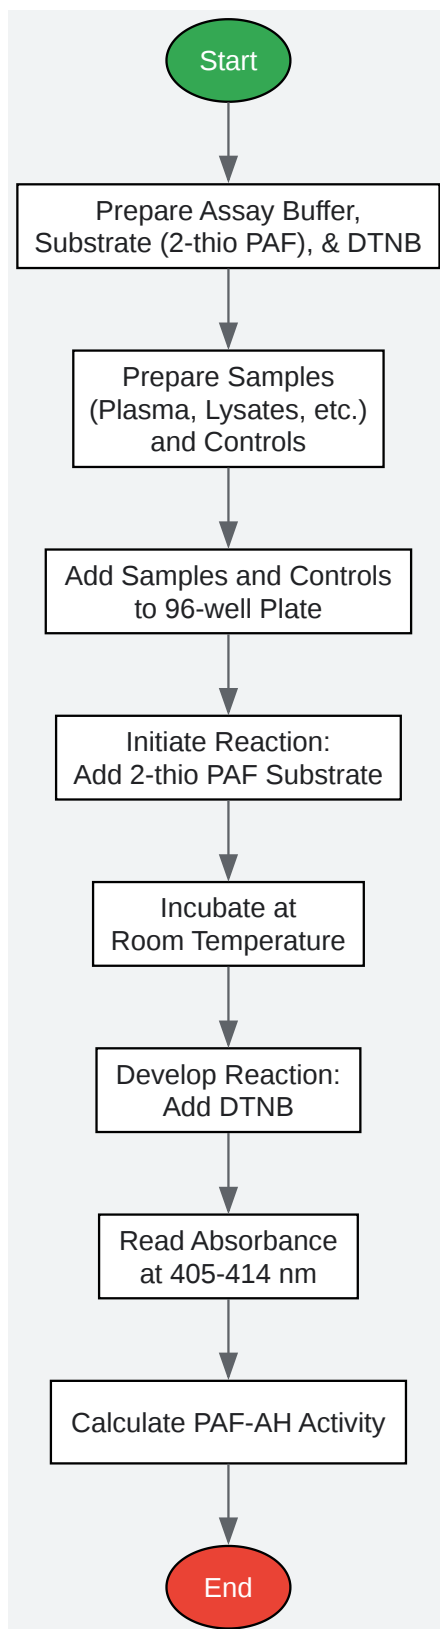 Start
Prepare Assay Buffer,
Substrate (2-thio PAF), & DTNB
Prepare Samples
(Plasma, Lysates, etc.)
and Controls
Add Samples and Controls
to 96-well Plate
Initiate Reaction:
Add 2-thio PAF Substrate
Incubate at
Room Temperature
Develop Reaction:
Add DTNB
Read Absorbance
at 405-414 nm
Calculate PAF-AH Activity
End